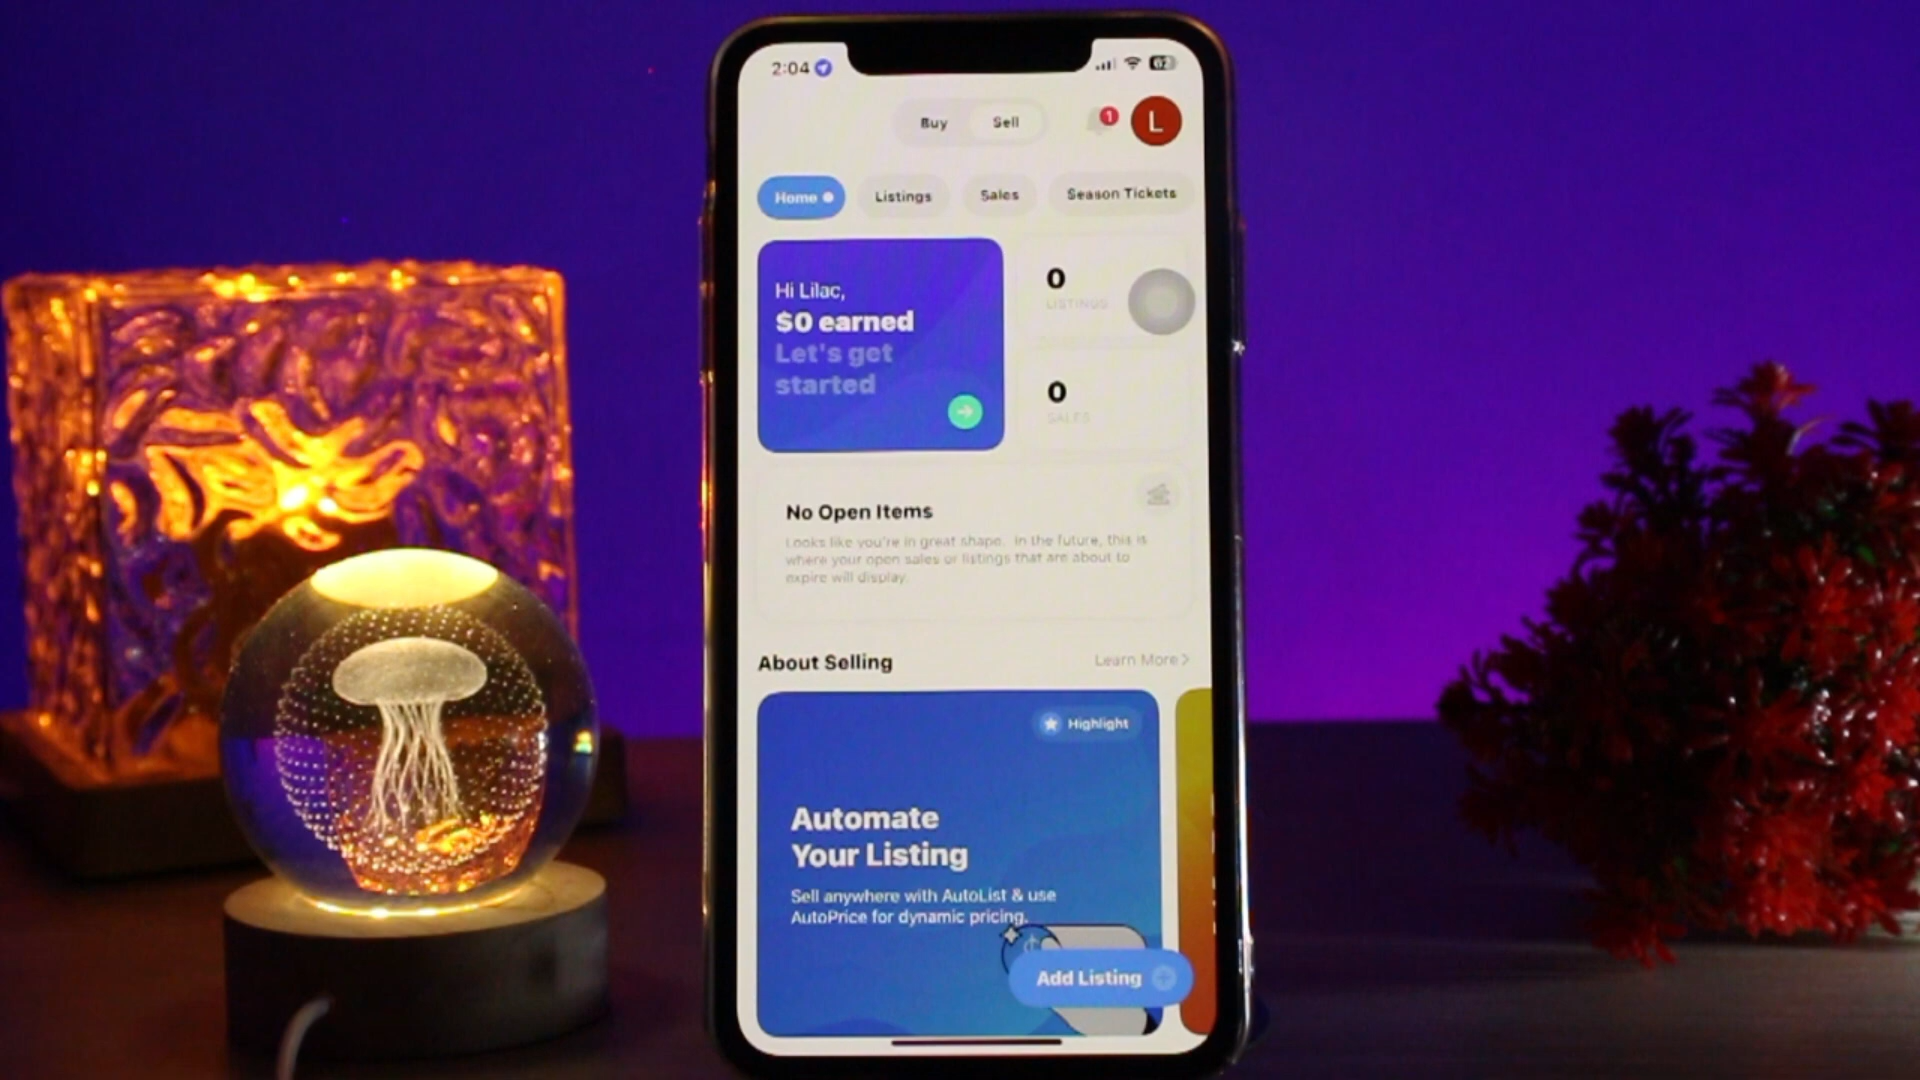 2:04
62
Buy
Sell
1
L
Home
Listings
Sales
Season Tickets
Hi Lilac,
$0 earned
Let's get
started
0
LISTINGS
0
SALES
No Open Items
Looks like you're in great shape. In the future, this is
where your open sales or listings that are about to
expire will display.
About Selling
Learn More
Highlight
Automate
Your Listing
Sell anywhere with AutoList & use
AutoPrice for dynamic pricing.
Add Listing